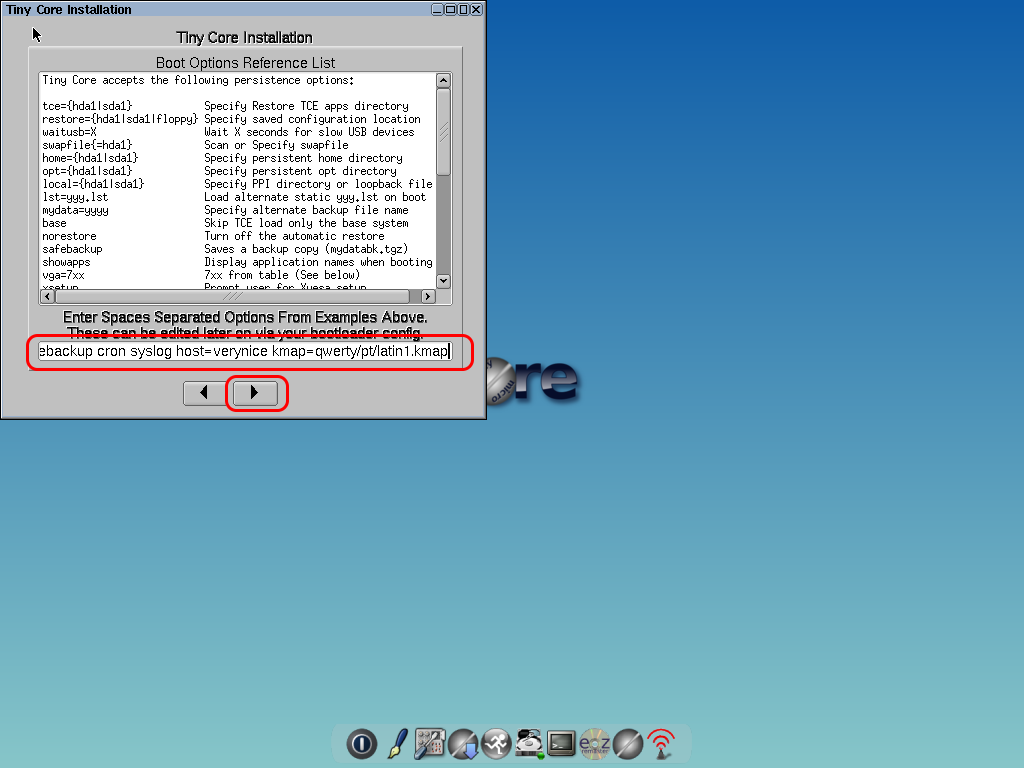 Tiny Core Installation
Tiny Core Installation
Boot Options Reference List
Tiny Core accepts the following persistence options:
tce={hda1|sda1} Specify Restore TCE apps directory
restore={hda1|sda1|floppy} Specify saved configuration location
waitusb=X Wait X seconds for slow USB devices
swapfile{=hda1} Scan or Specify swapfile
home={hda1|sda1} Specify persistent home directory
opt={hda1|sda1} Specify persistent opt directory
local={hda1|sda1} Specify PPI directory or loopback file
lst=yyy.lst Load alternate static yyy.lst on boot
mydata=yyyy Specify alternate backup file name
base Skip TCE load only the base system
norestore Turn off the automatic restore
safebackup Saves a backup copy (mydatabk.tgz)
showapps Display application names when booting
vga=7xx 7xx from table (See below)
xsetup Prompt user for Xvesa setup
Enter Spaces Separated Options From Examples Above.
These can be edited later on via your bootloader config.
ebackup cron syslog host=verynice kmap=qwerty/pt/latin1.kmap
micro
re
ezremaster